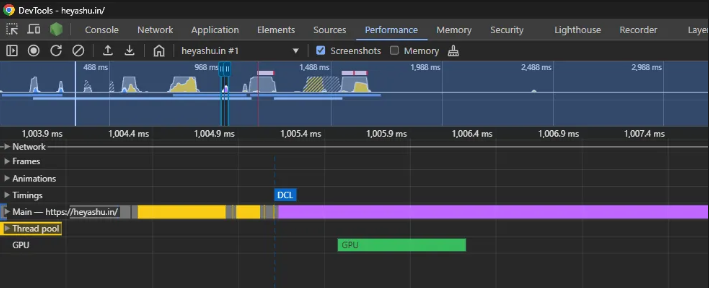 DevTools - heyashu.in/
Console Network Application Elements Sources Performance Memory Security Lighthouse Recorder Layer
heyashu.in #1 Screenshots Memory
488 ms 988 ms 1,488 ms 1,988 ms 2,488 ms 2,988 ms
1,003.9 ms 1,004.4 ms 1,004.9 ms 1,005.4 ms 1,005.9 ms 1,006.4 ms 1,006.9 ms 1,007.4 ms
Network
Frames
Animations
Timings DCL
Main — https://heyashu.in/
Thread pool
GPU GPU